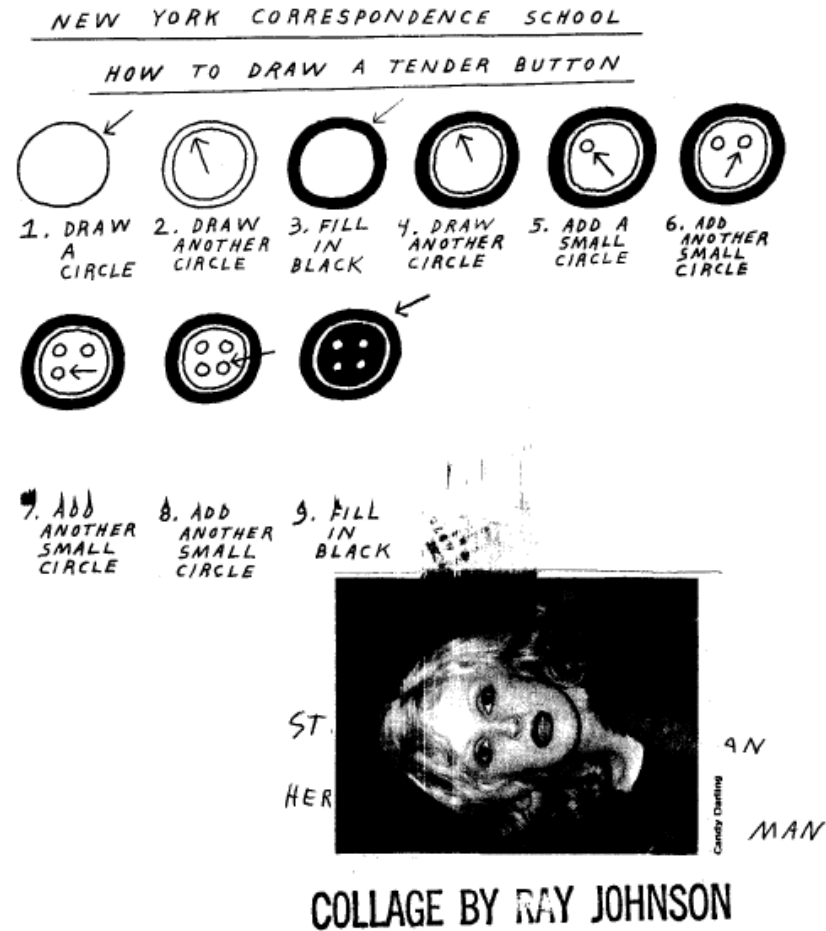 NEW YORK CORRESPONDENCE SCHOOL
HOW TO DRAW A TENDER BUTTON
1. DRAW
A
CIRCLE
2. DRAW
ANOTHER
CIRCLE
3. FILL
IN
BLACK
4. DRAW
ANOTHER
CIRCLE
5. ADD A
SMALL
CIRCLE
6. ADD
ANOTHER
SMALL
CIRCLE
7. ADD
ANOTHER
SMALL
CIRCLE
8. ADD
ANOTHER
SMALL
CIRCLE
9. FILL
IN
BLACK
ST.
AN
HER
MAN
Candy Darling
COLLAGE BY RAY JOHNSON